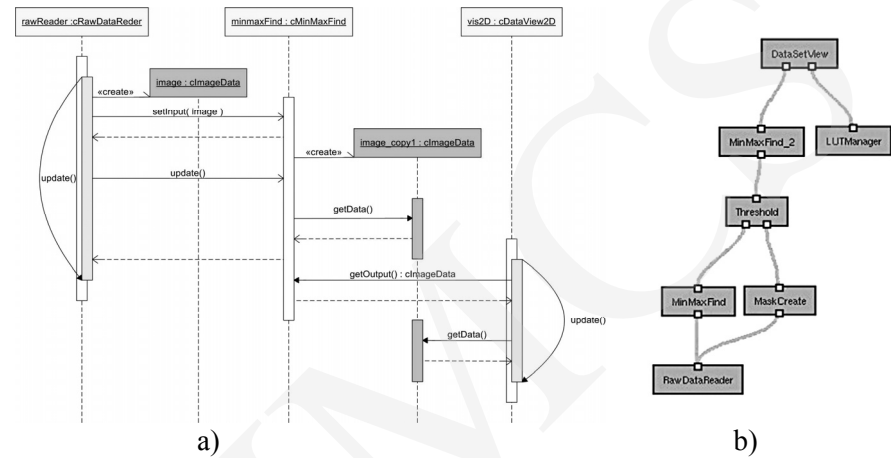 rawReader :cRawDataReder
minmaxFind : cMinMaxFind
vis2D : cDataView2D
image : cImageData
«create»
setInput( image )
«create»
image_copy1 : cImageData
update()
update()
getData()
getOutput() : cImageData
update()
getData()
a)
DataSetView
MinMaxFind_2
LUTManager
Threshold
MinMaxFind
MaskCreate
RawDataReader
b)